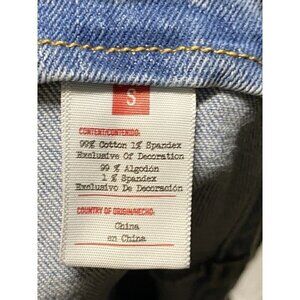 S
CONTENT/CONTENIDO:
99% Cotton 1% Spandex
Exclusive Of Decoration
99 % Algodón
1 % Spandex
Exclusivo De Decoración
COUNTRY OF ORIGIN/HECHO:
China
en China